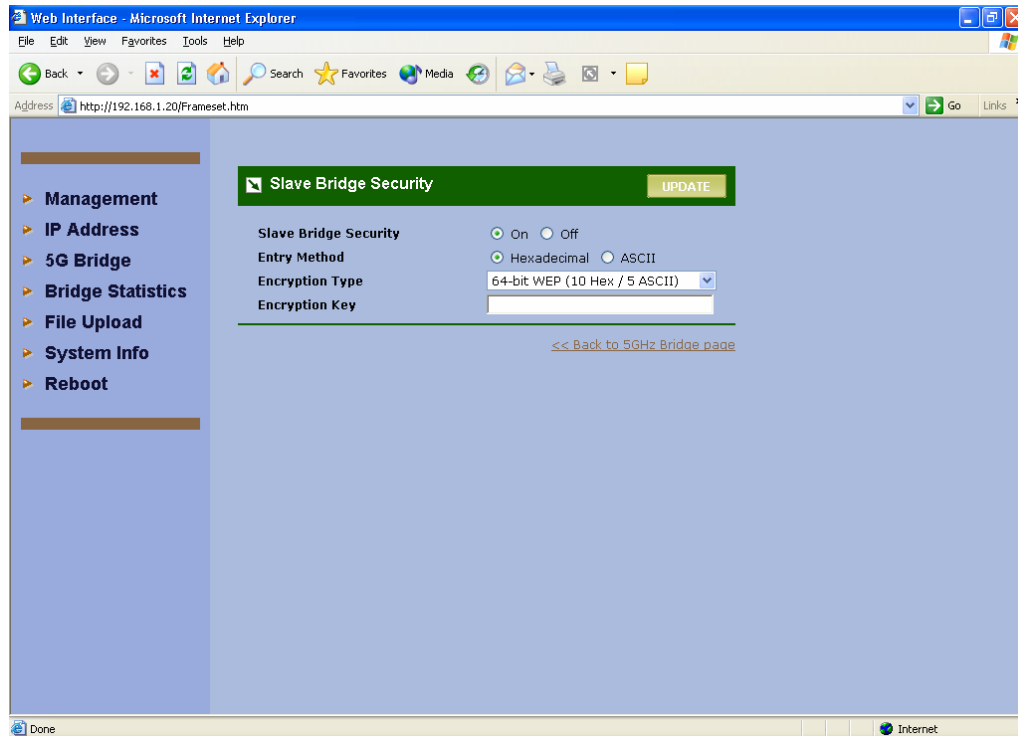 Web Interface - Microsoft Internet Explorer
File Edit View Favorites Tools Help
Back Search Favorites Media
Address http://192.168.1.20/Frameset.htm Go Links
Management
IP Address
5G Bridge
Bridge Statistics
File Upload
System Info
Reboot
Slave Bridge Security UPDATE
Slave Bridge Security On Off
Entry Method Hexadecimal ASCII
Encryption Type 64-bit WEP (10 Hex / 5 ASCII)
Encryption Key
<< Back to 5GHz Bridge page
Done Internet